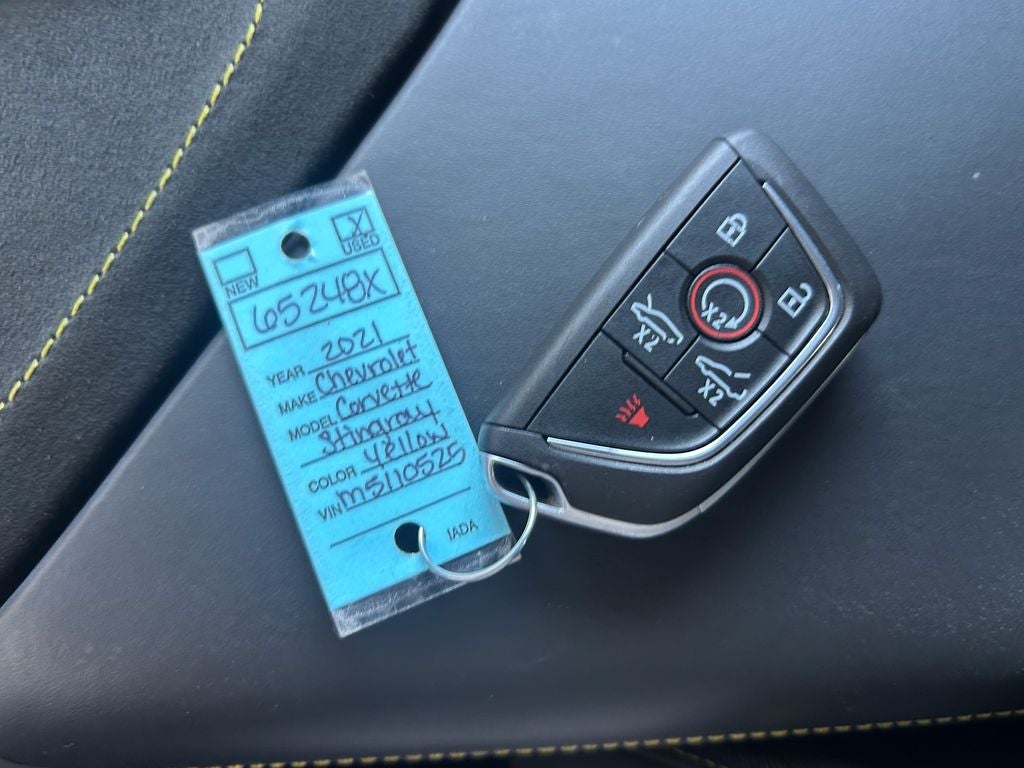 X
NEW USED
65248X
YEAR 2021
MAKE Chevrolet
MODEL Corvette
Stingray
COLOR Yellow
VIN M5110525
IADA
X2
X2
X2